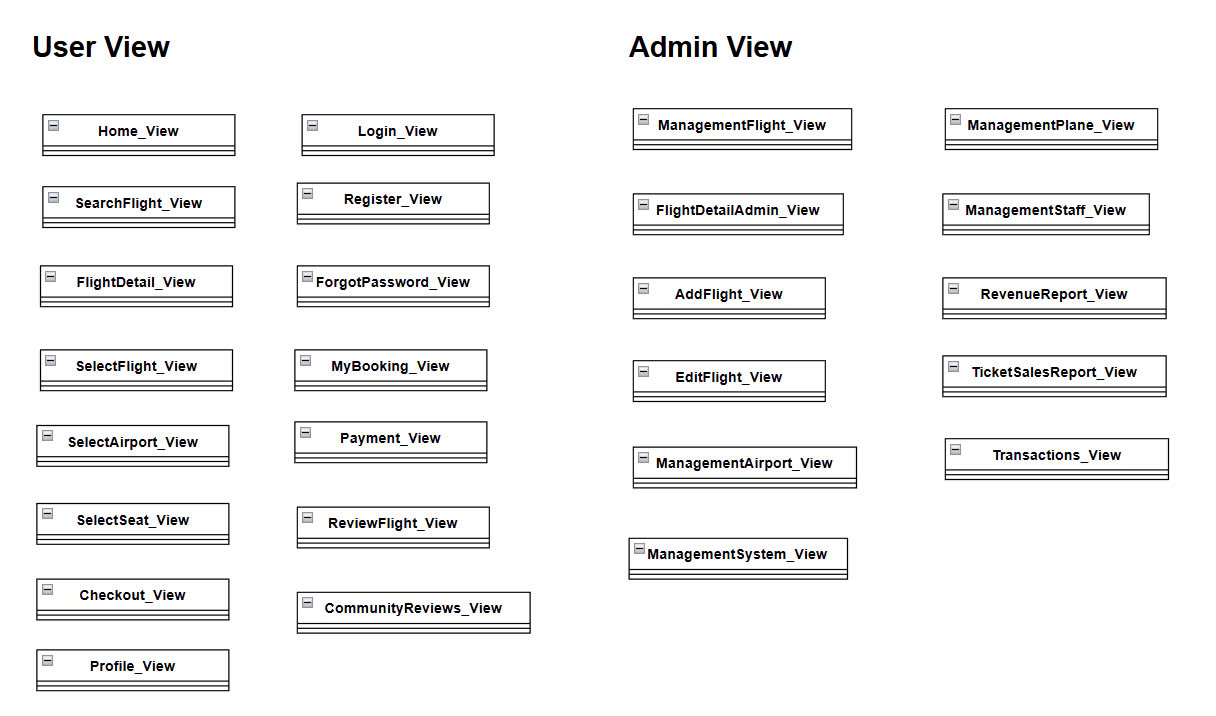 User View
Home_View
Login_View
SearchFlight_View
Register_View
FlightDetail_View
ForgotPassword_View
SelectFlight_View
MyBooking_View
SelectAirport_View
Payment_View
SelectSeat_View
ReviewFlight_View
Checkout_View
CommunityReviews_View
Profile_View
Admin View
ManagementFlight_View
ManagementPlane_View
FlightDetailAdmin_View
ManagementStaff_View
AddFlight_View
RevenueReport_View
EditFlight_View
TicketSalesReport_View
ManagementAirport_View
Transactions_View
ManagementSystem_View